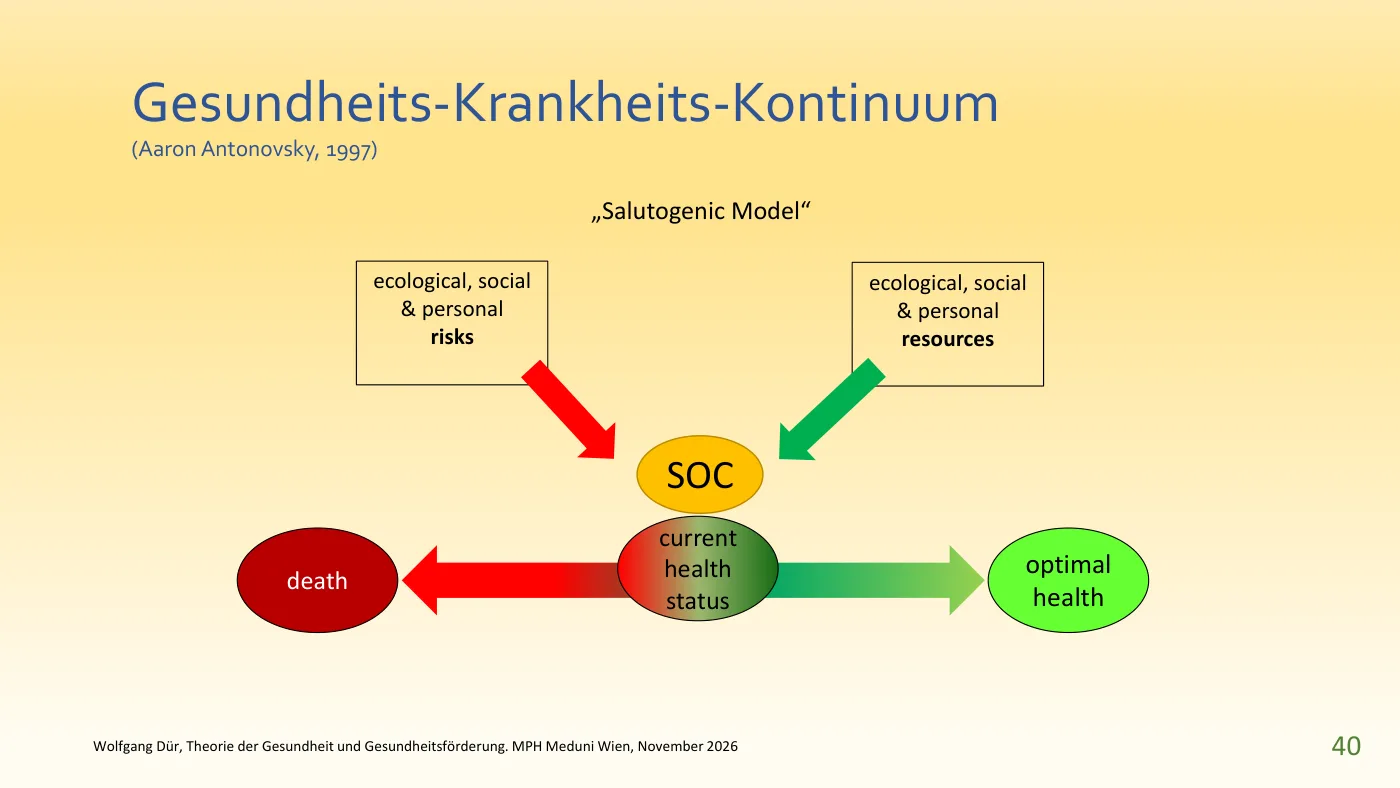 Gesundheits-Krankheits-Kontinuum
(Aaron Antonovsky, 1997)
„Salutogenic Model“
ecological, social
& personal
risks
ecological, social
& personal
resources
SOC
current
health
status
death
optimal
health
Wolfgang Dür, Theorie der Gesundheit und Gesundheitsförderung. MPH Meduni Wien, November 2026
40